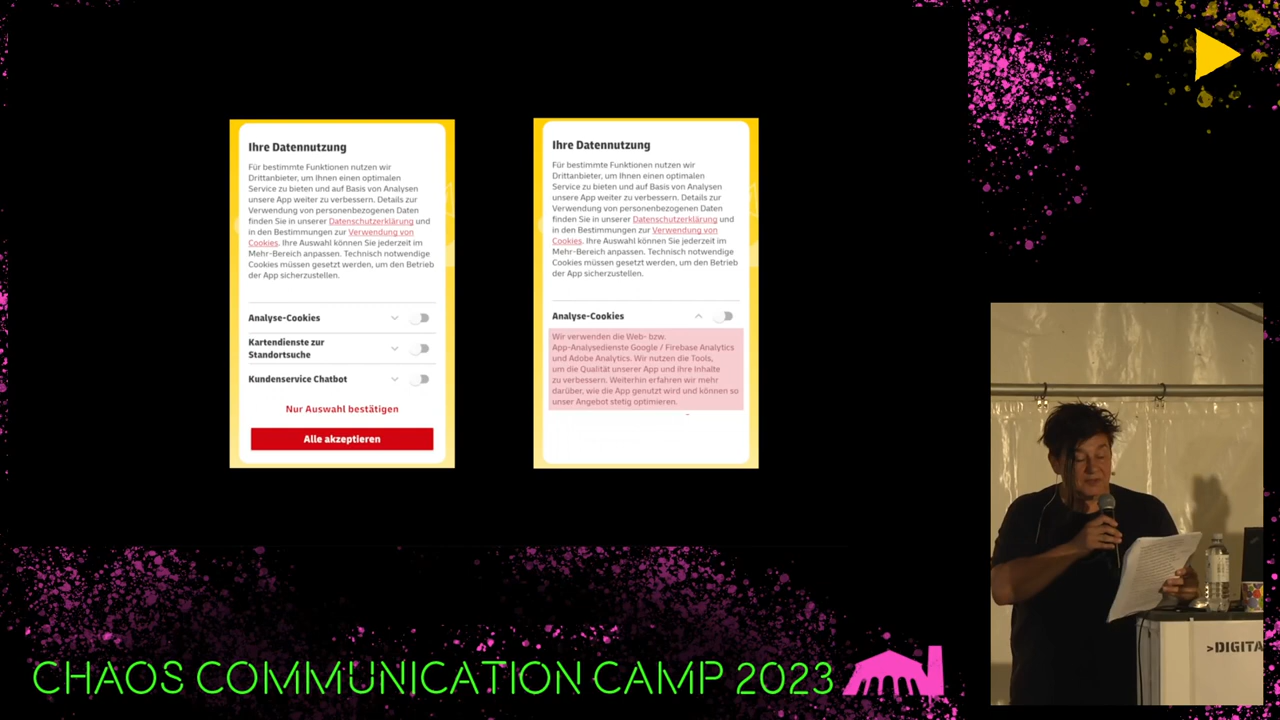 Ihre Datennutzung
Für bestimmte Funktionen nutzen wir
Drittanbieter, um Ihnen einen optimalen
Service zu bieten und auf Basis von Analysen
unsere App weiter zu verbessern. Details zur
Verwendung von personenbezogenen Daten
finden Sie in unserer Datenschutzerklärung und
in den Bestimmungen zur Verwendung von
Cookies. Ihre Auswahl können Sie jederzeit im
Mehr-Bereich anpassen. Technisch notwendige
Cookies müssen gesetzt werden, um den Betrieb
der App sicherzustellen.
Analyse-Cookies
Kartendienste zur
Standortsuche
Kundenservice Chatbot
Nur Auswahl bestätigen
Alle akzeptieren
Ihre Datennutzung
Für bestimmte Funktionen nutzen wir
Drittanbieter, um Ihnen einen optimalen
Service zu bieten und auf Basis von Analysen
unsere App weiter zu verbessern. Details zur
Verwendung von personenbezogenen Daten
finden Sie in unserer Datenschutzerklärung und
in den Bestimmungen zur Verwendung von
Cookies. Ihre Auswahl können Sie jederzeit im
Mehr-Bereich anpassen. Technisch notwendige
Cookies müssen gesetzt werden, um den Betrieb
der App sicherzustellen.
Analyse-Cookies
Wir verwenden die Web- bzw.
App-Analysedienste Google / Firebase Analytics
und Adobe Analytics. Wir nutzen die Tools,
um die Qualität unserer App und ihre Inhalte
zu verbessern. Weiterhin erfahren wir mehr
darüber, wie die App genutzt wird und können so
unser Angebot stetig optimieren.
>DIGITA
CHAOS COMMUNICATION CAMP 2023